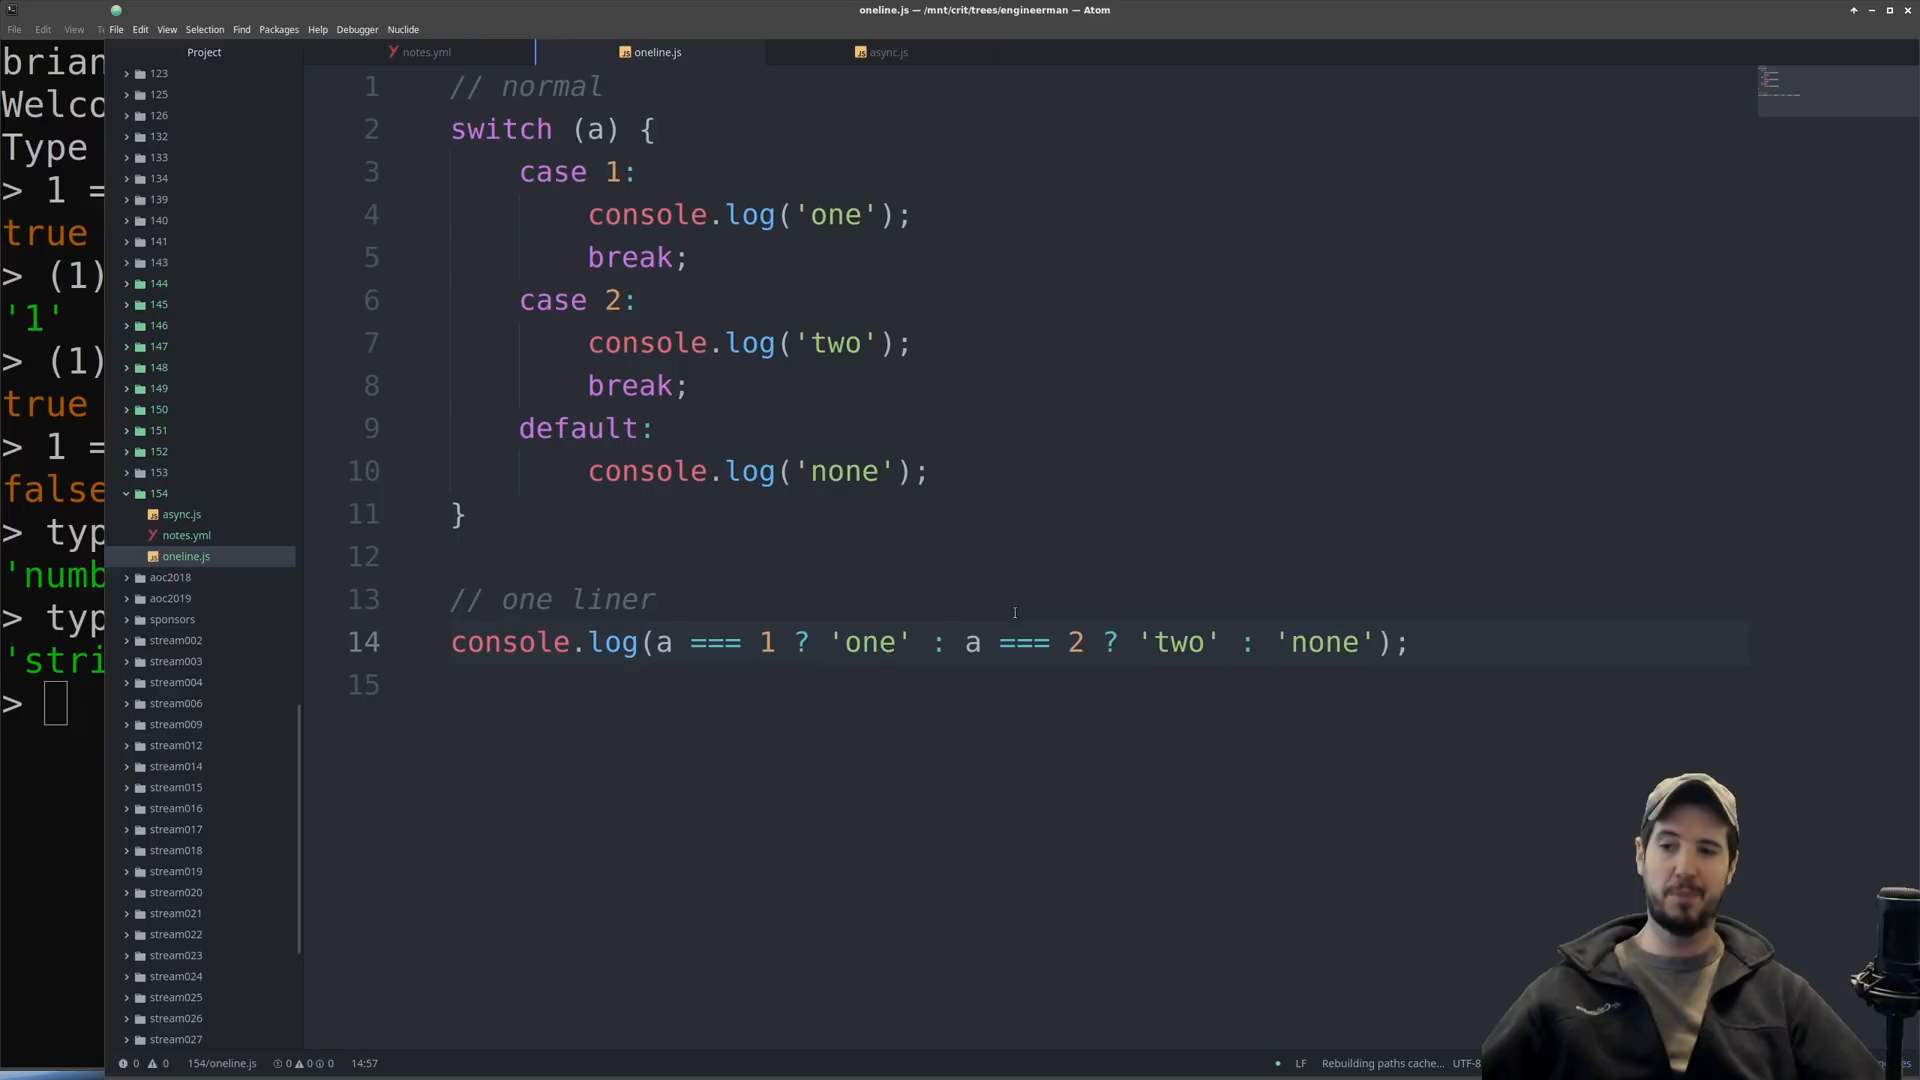 oneline.js — /mnt/crit/trees/engineerman — Atom
File Edit View
File Edit View Selection Find Packages Help Debugger Nuclide
Project
notes.yml
oneline.js
async.js
brian
Welco
Type
> 1 =
true
> (1)
'1'
> (1)
true
> 1 =
false
> typ
'numb
> typ
'stri
>
123
125
126
132
133
134
139
140
141
143
144
145
146
147
148
149
150
151
152
153
154
async.js
notes.yml
oneline.js
aoc2018
aoc2019
sponsors
stream002
stream003
stream004
stream006
stream009
stream012
stream014
stream015
stream016
stream017
stream018
stream019
stream020
stream021
stream022
stream023
stream024
stream025
stream026
stream027
1 // normal
2 switch (a) {
3 case 1:
4 console.log('one');
5 break;
6 case 2:
7 console.log('two');
8 break;
9 default:
10 console.log('none');
11 }
12
13 // one liner
14 console.log(a === 1 ? 'one' : a === 2 ? 'two' : 'none');
15
0 0 154/oneline.js 0 0 0 14:57
LF Rebuilding paths cache... UTF-8